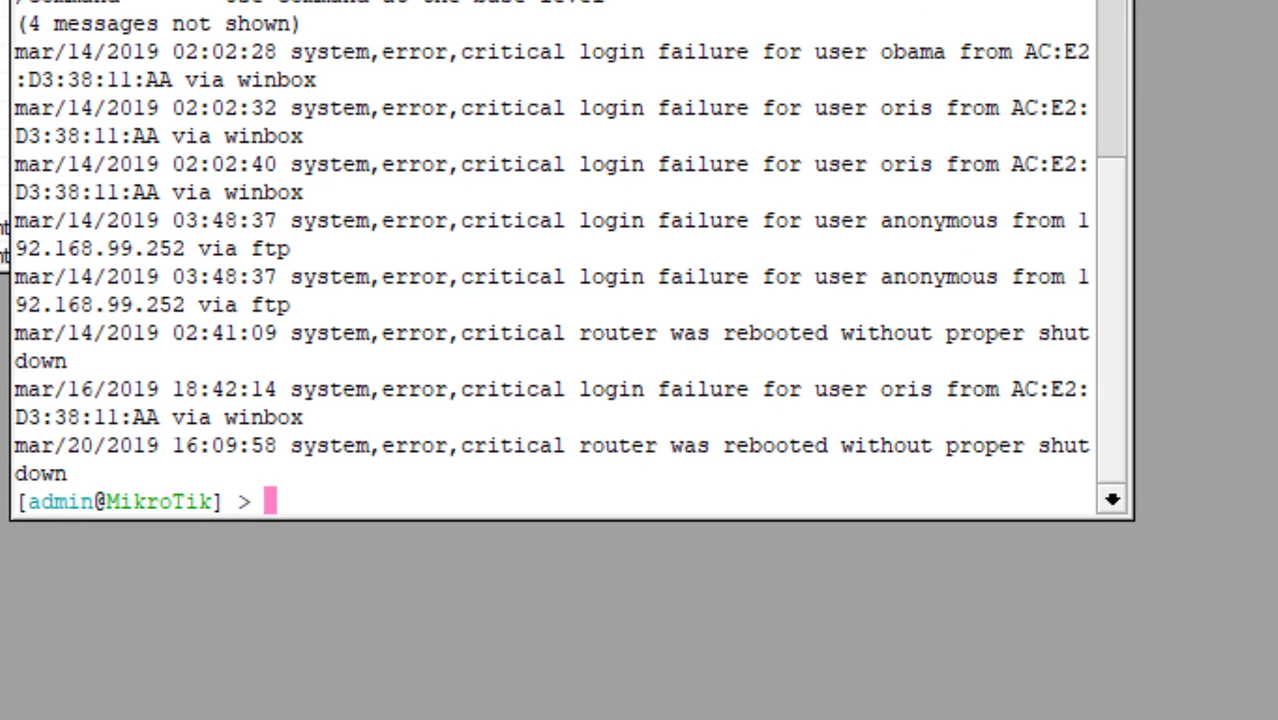 (4 messages not shown)
mar/14/2019 02:02:28 system,error,critical login failure for user obama from AC:E2
:D3:38:11:AA via winbox
mar/14/2019 02:02:32 system,error,critical login failure for user oris from AC:E2:
D3:38:11:AA via winbox
mar/14/2019 02:02:40 system,error,critical login failure for user oris from AC:E2:
D3:38:11:AA via winbox
mar/14/2019 03:48:37 system,error,critical login failure for user anonymous from 1
92.168.99.252 via ftp
mar/14/2019 03:48:37 system,error,critical login failure for user anonymous from 1
92.168.99.252 via ftp
mar/14/2019 02:41:09 system,error,critical router was rebooted without proper shut
down
mar/16/2019 18:42:14 system,error,critical login failure for user oris from AC:E2:
D3:38:11:AA via winbox
mar/20/2019 16:09:58 system,error,critical router was rebooted without proper shut
down
[admin@MikroTik] >